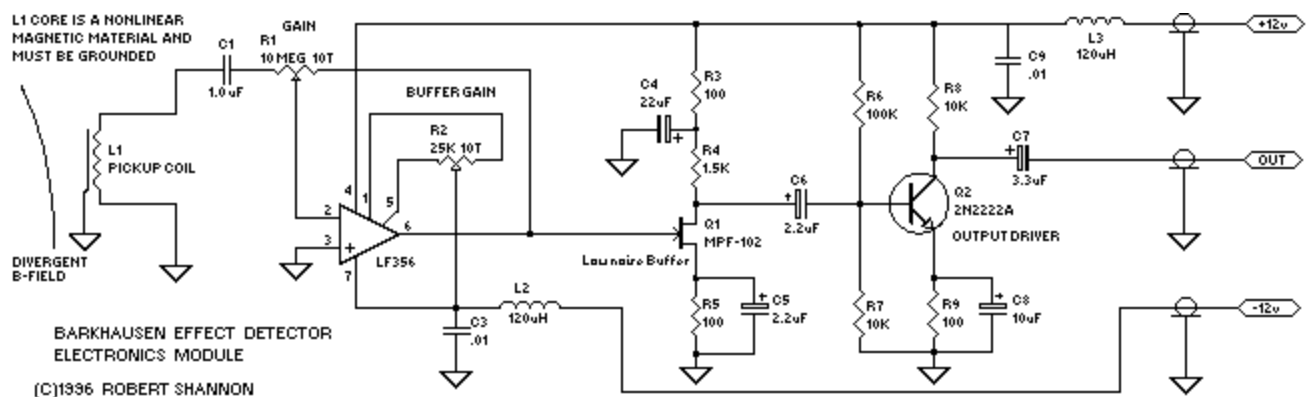 L1 CORE IS A NONLINEAR
MAGNETIC MATERIAL AND
MUST BE GROUNDED
GAIN
R1
10 MEG 10T
C1
1.0uF
BUFFER GAIN
R2
25K 10T
L1
PICKUP COIL
DIVERGENT
B-FIELD
4
1
5
2
3
+
6
7
LF356
L2
120uH
C3
.01
C4
22uF
+
R3
100
R4
1.5K
Q1
MPF-102
R5
100
+
C5
2.2uF
+
C6
2.2uF
R6
100K
R7
10K
R8
10K
Q2
2N2222A
OUTPUT DRIVER
R9
100
+
C8
10uF
+
C7
3.3uF
C9
.01
L3
120uH
+12v
OUT
-12v
BARKHAUSEN EFFECT DETECTOR
ELECTRONICS MODULE
(C)1996 ROBERT SHANNON